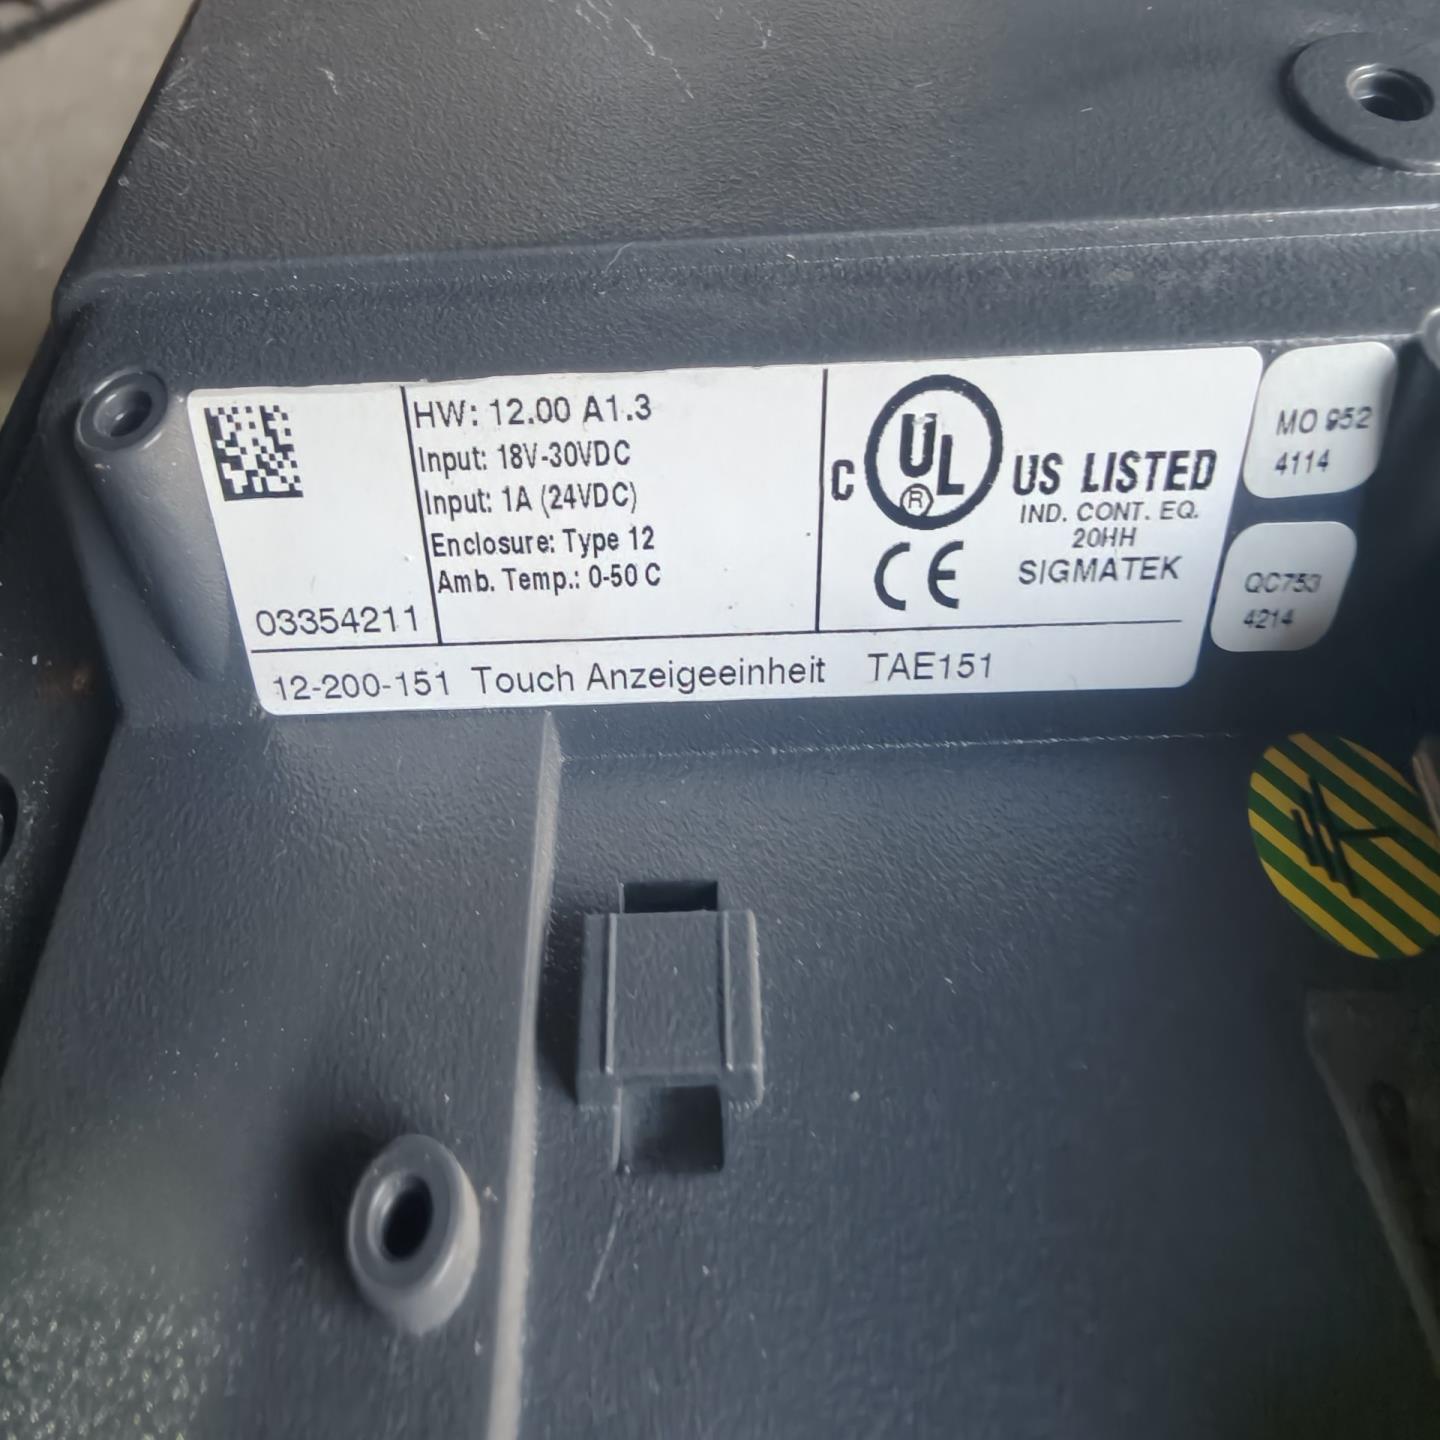 HW: 12.00 A1.3
Input: 18V-30VDC
Input: 1A (24VDC)
Enclosure: Type 12
Amb. Temp.: 0-50 C
03354211
C UL ® US LISTED
IND. CONT. EQ.
20HH
CE SIGMATEK
12-200-151 Touch Anzeigeeinheit TAE151
MO 952
4114
QC753
4214